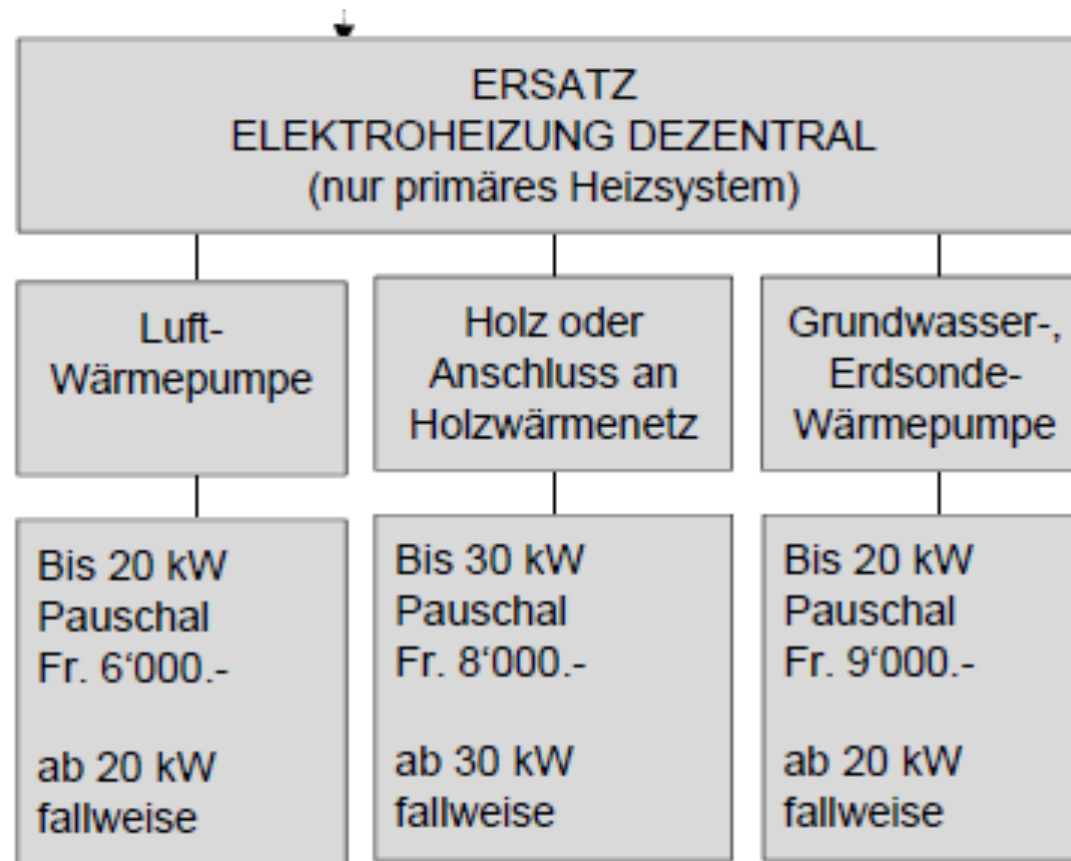 ERSATZ
ELEKTROHEIZUNG DEZENTRAL
(nur primäres Heizsystem)
Luft-
Wärmepumpe
Holz oder
Anschluss an
Holzwärmenetz
Grundwasser-,
Erdsonde-
Wärmepumpe
Bis 20 kW
Pauschal
Fr. 6‘000.-
ab 20 kW
fallweise
Bis 30 kW
Pauschal
Fr. 8‘000.-
ab 30 kW
fallweise
Bis 20 kW
Pauschal
Fr. 9‘000.-
ab 20 kW
fallweise